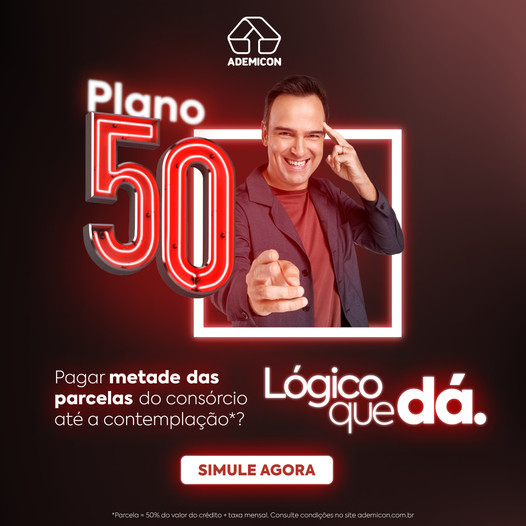 ADEMICON
Plano
50
Pagar metade das
parcelas do consórcio
até a contemplação*?
Lógico
que dá.
SIMULE AGORA
*Parcela = 50% do valor do crédito + taxa mensal. Consulte condições no site ademicon.com.br